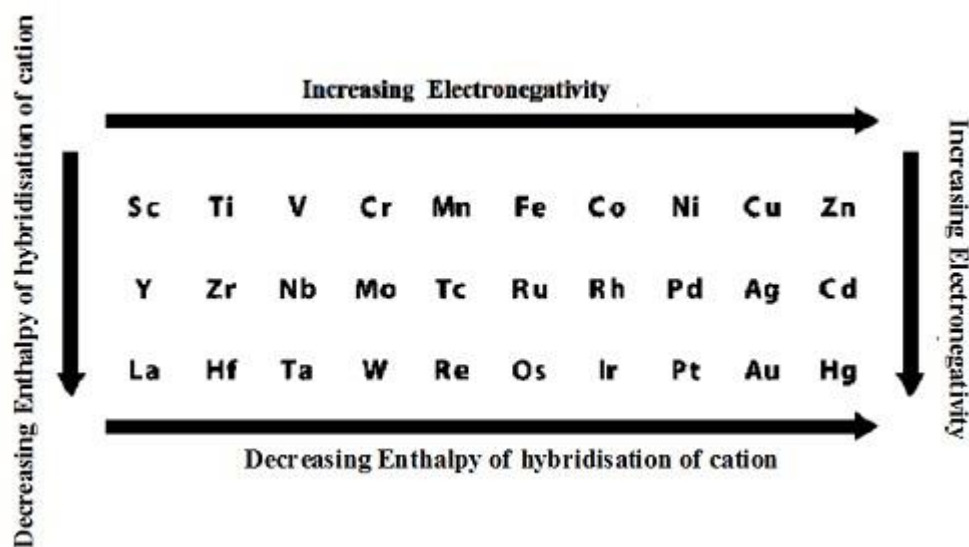 Increasing Electronegativity
Decreasing Enthalpy of hybridisation of cation
Sc Ti V Cr Mn Fe Co Ni Cu Zn
Y Zr Nb Mo Tc Ru Rh Pd Ag Cd
La Hf Ta W Re Os Ir Pt Au Hg
Increasing Electronegativity
Decreasing Enthalpy of hybridisation of cation